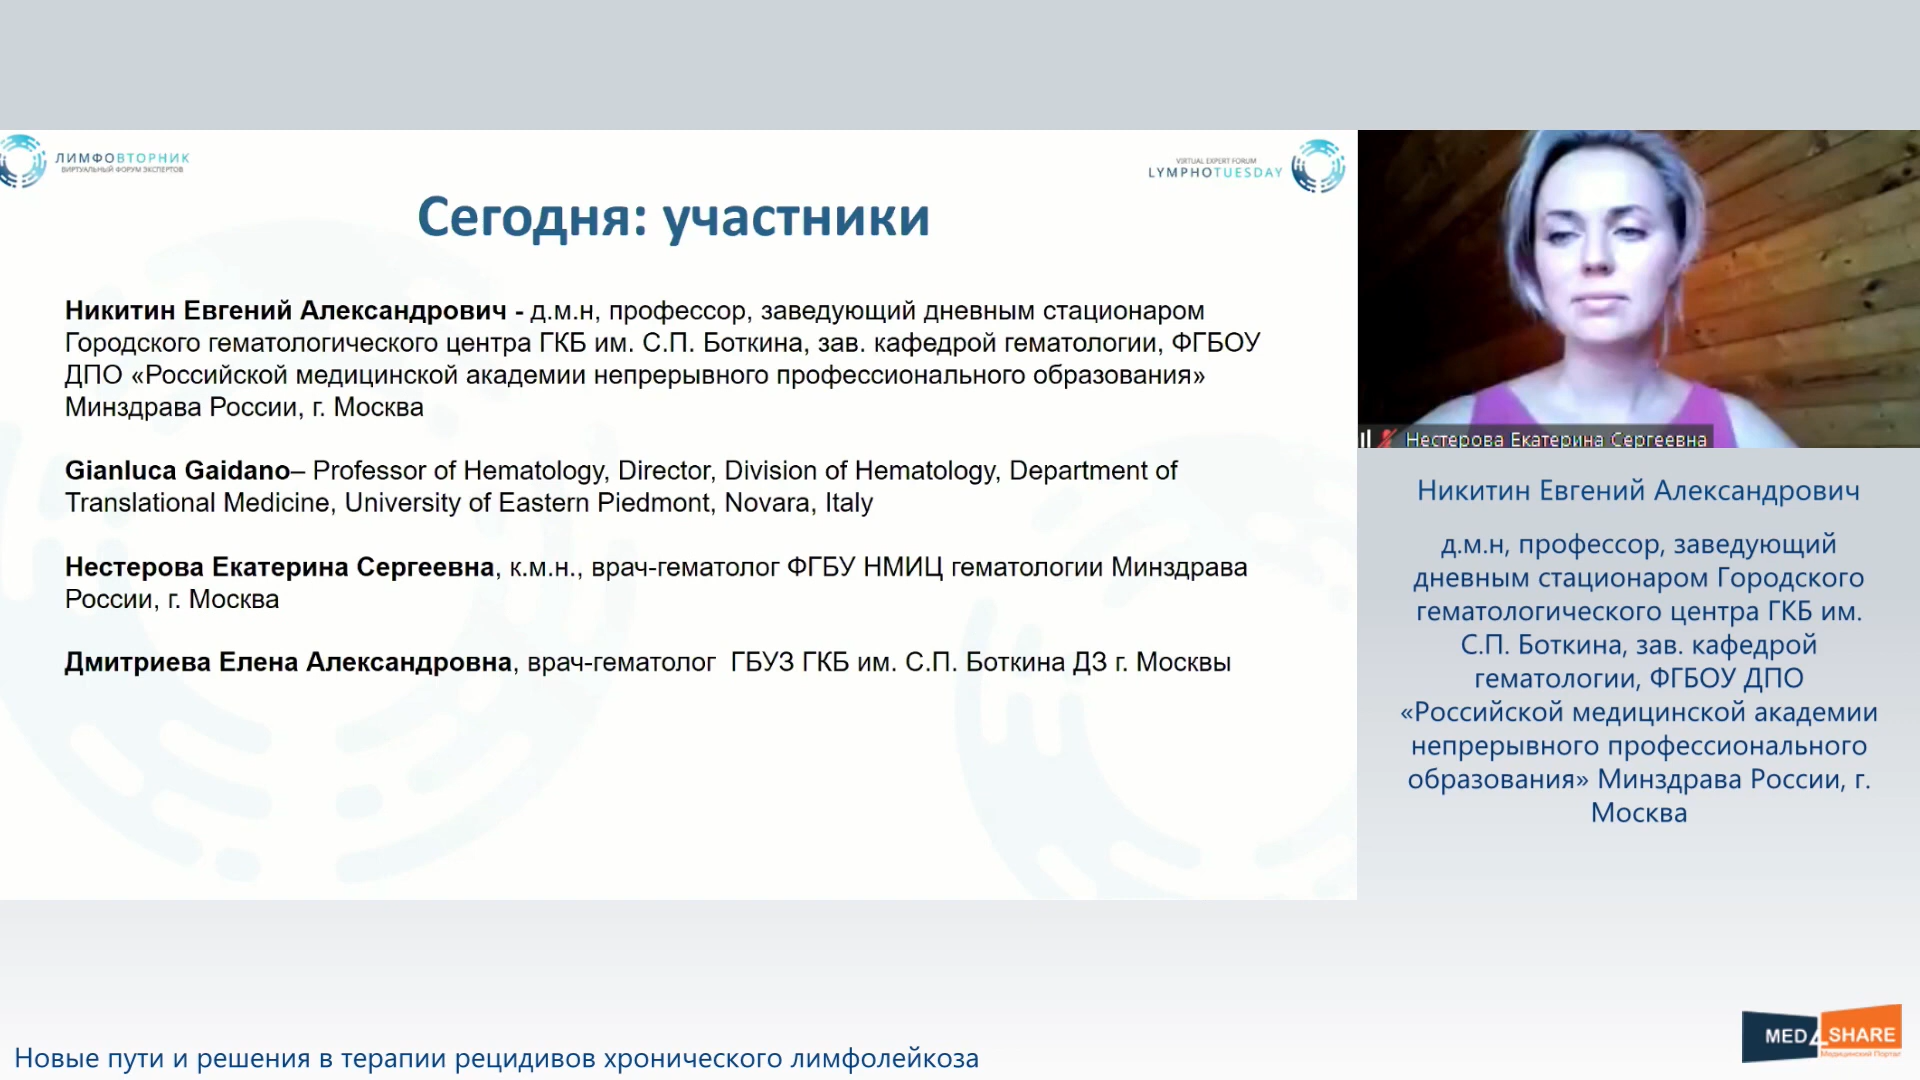 ЛИМФОВТОРНИК
ВИРТУАЛЬНЫЙ ФОРУМ ЭКСПЕРТОВ
VIRTUAL EXPERT FORUM
LYMPHOTUESDAY
Сегодня: участники
Никитин Евгений Александрович - д.м.н, профессор, заведующий дневным стационаром
Городского гематологического центра ГКБ им. С.П. Боткина, зав. кафедрой гематологии, ФГБОУ
ДПО «Российской медицинской академии непрерывного профессионального образования»
Минздрава России, г. Москва
Gianluca Gaidano– Professor of Hematology, Director, Division of Hematology, Department of
Translational Medicine, University of Eastern Piedmont, Novara, Italy
Нестерова Екатерина Сергеевна, к.м.н., врач-гематолог ФГБУ НМИЦ гематологии Минздрава
России, г. Москва
Дмитриева Елена Александровна, врач-гематолог ГБУЗ ГКБ им. С.П. Боткина ДЗ г. Москвы
Нестерова Екатерина Сергеевна
Никитин Евгений Александрович
д.м.н, профессор, заведующий
дневным стационаром Городского
гематологического центра ГКБ им.
С.П. Боткина, зав. кафедрой
гематологии, ФГБОУ ДПО
«Российской медицинской академии
непрерывного профессионального
образования» Минздрава России, г.
Москва
MED4SHARE
Медицинский Портал
Новые пути и решения в терапии рецидивов хронического лимфолейкоза